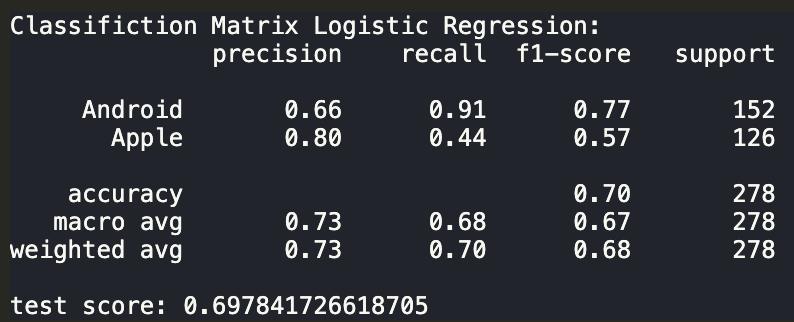 Classifiction Matrix Logistic Regression:
precision recall f1-score support
Android 0.66 0.91 0.77 152
Apple 0.80 0.44 0.57 126
accuracy 0.70 278
macro avg 0.73 0.68 0.67 278
weighted avg 0.73 0.70 0.68 278
test score: 0.697841726618705